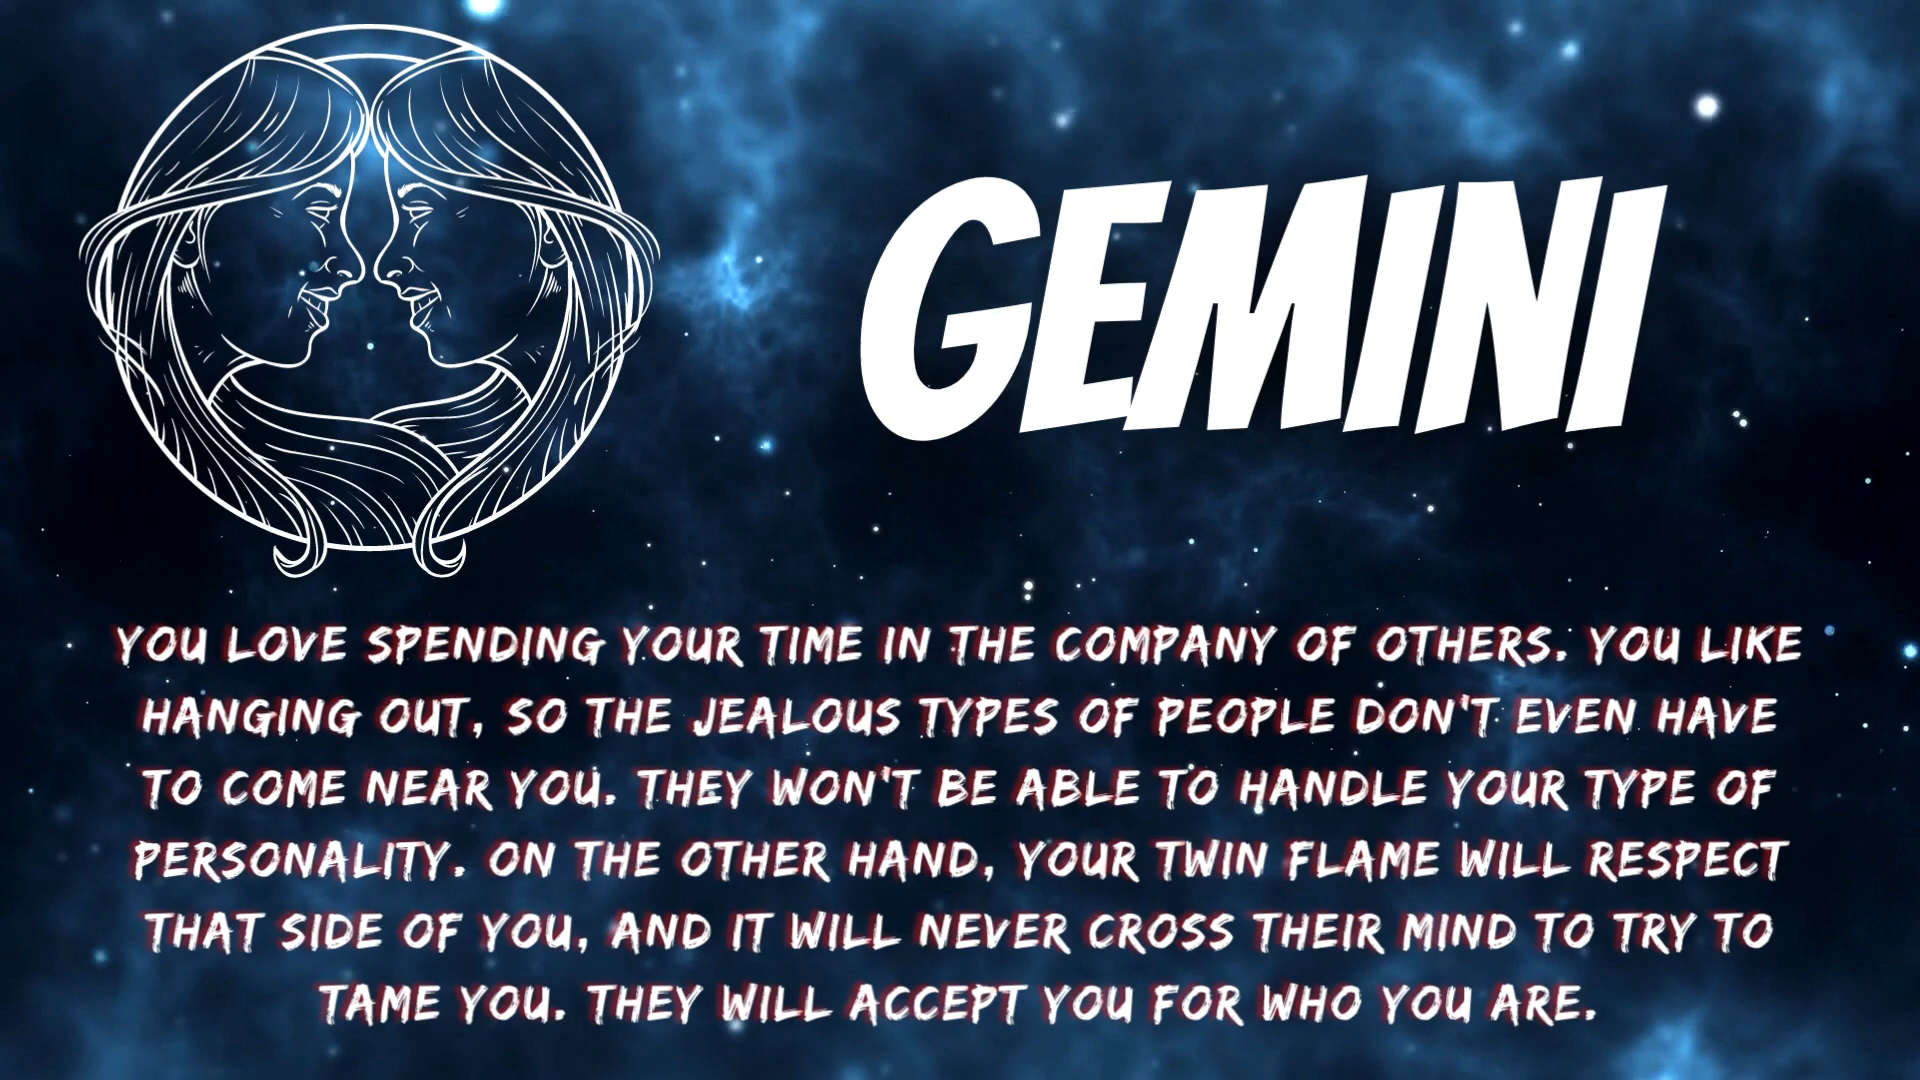 GEMINI
YOU LOVE SPENDING YOUR TIME IN THE COMPANY OF OTHERS. YOU LIKE
HANGING OUT, SO THE JEALOUS TYPES OF PEOPLE DON'T EVEN HAVE
TO COME NEAR YOU. THEY WON'T BE ABLE TO HANDLE YOUR TYPE OF
PERSONALITY. ON THE OTHER HAND, YOUR TWIN FLAME WILL RESPECT
THAT SIDE OF YOU, AND IT WILL NEVER CROSS THEIR MIND TO TRY TO
TAME YOU. THEY WILL ACCEPT YOU FOR WHO YOU ARE.